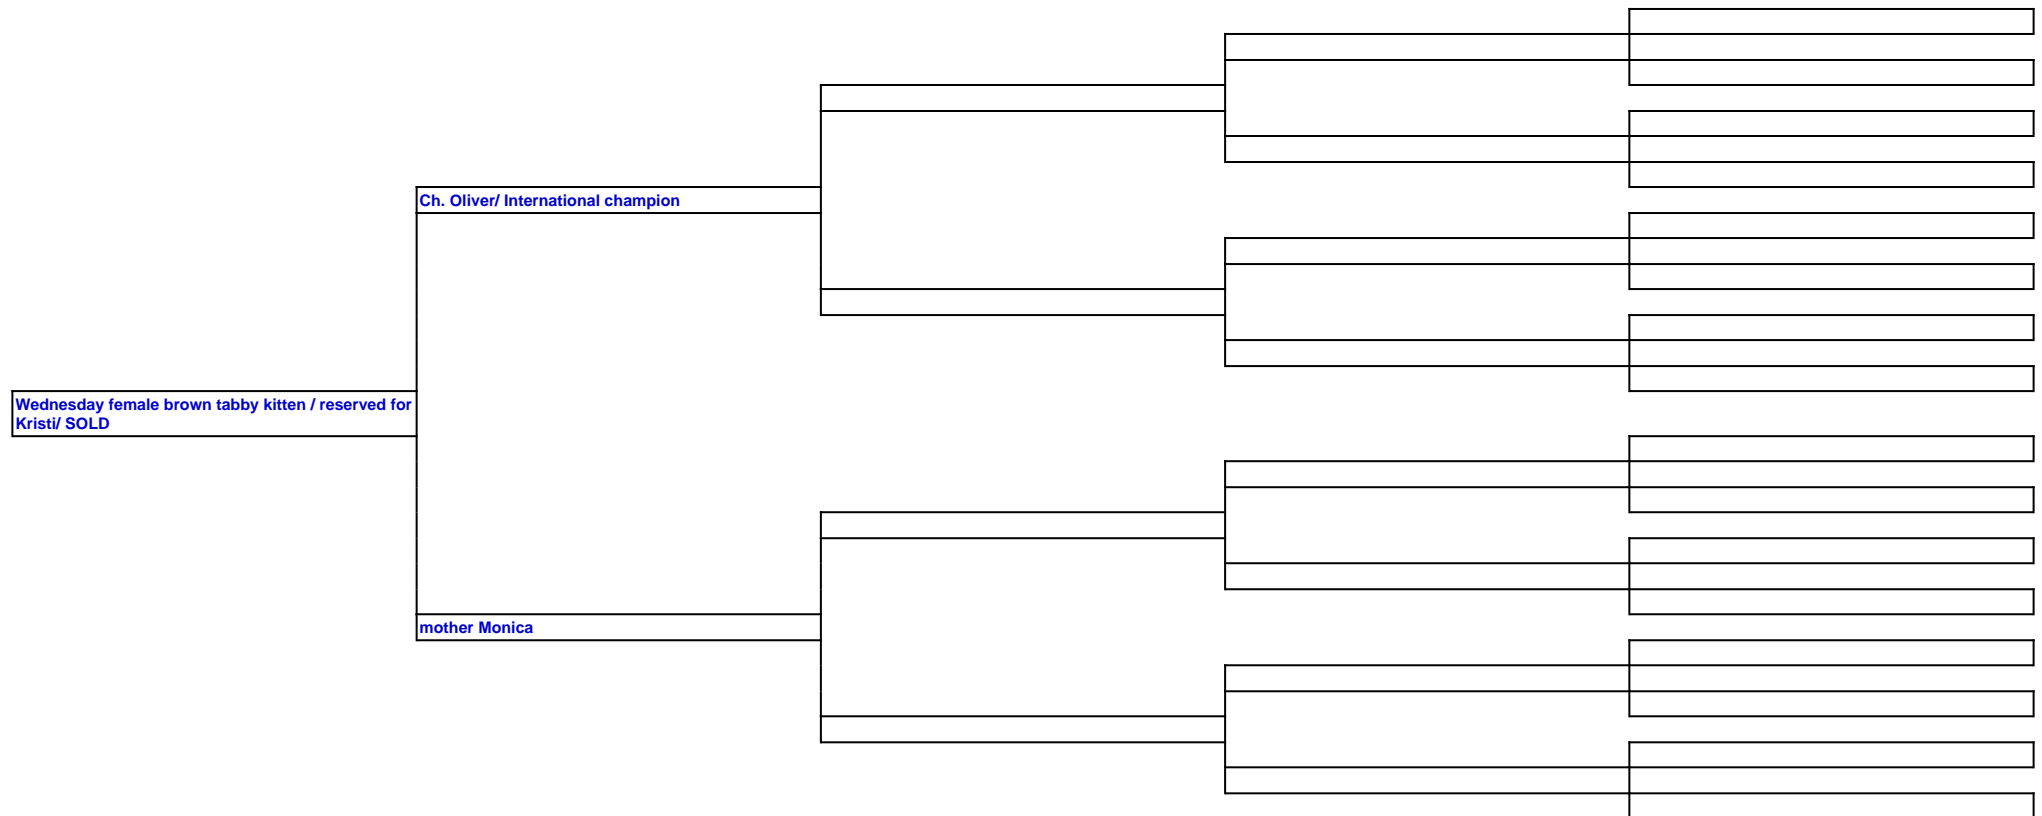 Ch. Oliver/ International champion
Wednesday female brown tabby kitten / reserved for
Kristi/ SOLD
mother Monica